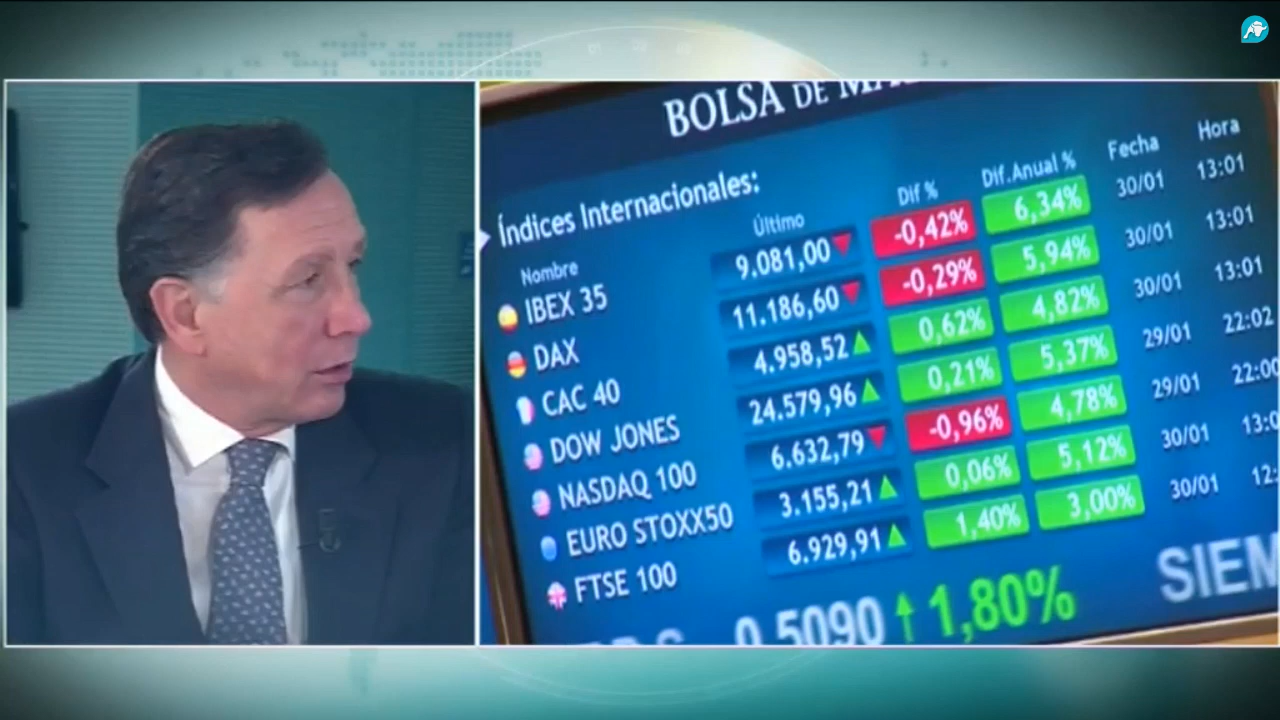 BOLSA DE
Índices Internacionales:
Nombre Último Dif % Dif.Anual % Fecha Hora
IBEX 35 9.081,00 -0,42% 6,34% 30/01 13:01
DAX 11.186,60 -0,29% 5,94% 30/01 13:01
CAC 40 4.958,52 0,62% 4,82% 30/01 13:01
DOW JONES 24.579,96 0,21% 5,37% 29/01 22:02
NASDAQ 100 6.632,79 -0,96% 4,78% 29/01 22:00
EURO STOXX50 3.155,21 0,06% 5,12% 30/01 13:0
FTSE 100 6.929,91 1,40% 3,00% 30/01 12:
0,5090 1,80% SIEM